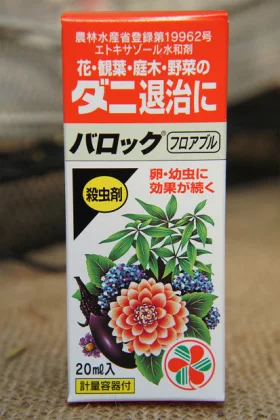 農林水産省登録第19962号
エトキサゾール水和剤
花・観葉・庭木・野菜の
ダニ退治に
バロック フロアブル
殺虫剤
卵・幼虫に
効果が続く
20mℓ入
計量容器付